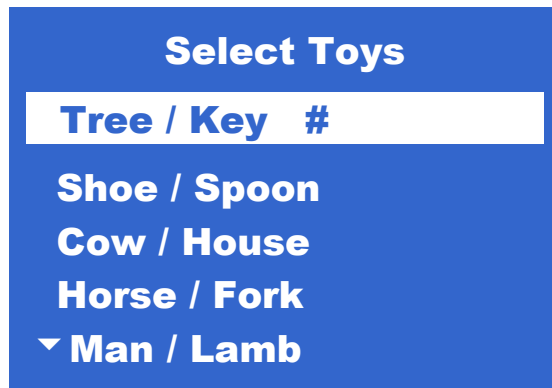 Select Toys
Tree / Key #
Shoe / Spoon
Cow / House
Horse / Fork
Man / Lamb